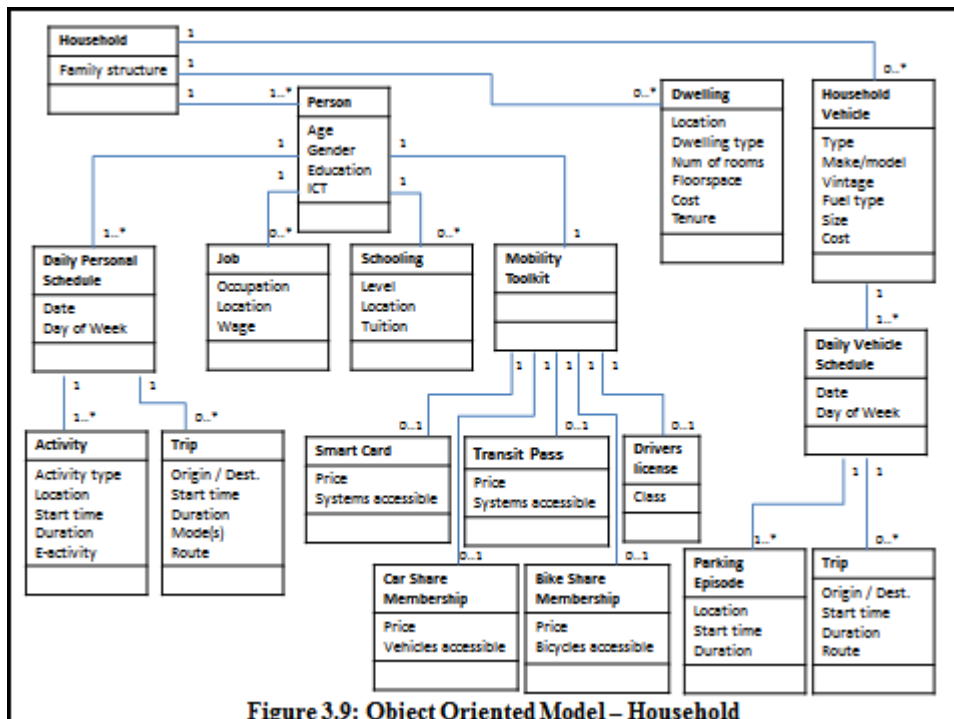 Household
Family structure
1
1
1
1..*
0..*
0..*
Person
Age
Gender
Education
ICT
1
1
1
1
Dwelling
Location
Dwelling type
Num of rooms
Floorspace
Cost
Tenure
Household
Vehicle
Type
Make/model
Vintage
Fuel type
Size
Cost
1..*
0..*
0..*
1
Daily Personal
Schedule
Date
Day of Week
Job
Occupation
Location
Wage
Schooling
Level
Location
Tuition
Mobility
Toolkit
1
1..*
Daily Vehicle
Schedule
Date
Day of Week
1
1
1..*
0..*
1
1
1
1
1
0..1
0..1
0..1
Activity
Activity type
Location
Start time
Duration
E-activity
Trip
Origin / Dest.
Start time
Duration
Mode(s)
Route
Smart Card
Price
Systems accessible
Transit Pass
Price
Systems accessible
Drivers
license
Class
1
1
1..*
0..*
0..1
0..1
Car Share
Membership
Price
Vehicles accessible
Bike Share
Membership
Price
Bicycles accessible
Parking
Episode
Location
Start time
Duration
Trip
Origin / Dest.
Start time
Duration
Route
Figure 3.9: Object Oriented Model – Household